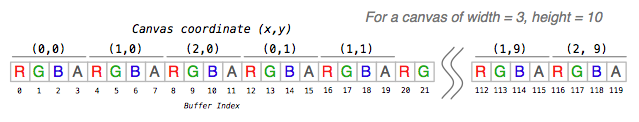 For a canvas of width = 3, height = 10
Canvas coordinate (x,y)
(0,0) (1,0) (2,0) (0,1) (1,1) (1,9) (2, 9)
R G B A R G B A R G B A R G B A R G B A R G R G B A R G B A
0 1 2 3 4 5 6 7 8 9 10 11 12 13 14 15 16 17 18 19 20 21 112 113 114 115 116 117 118 119
Buffer Index